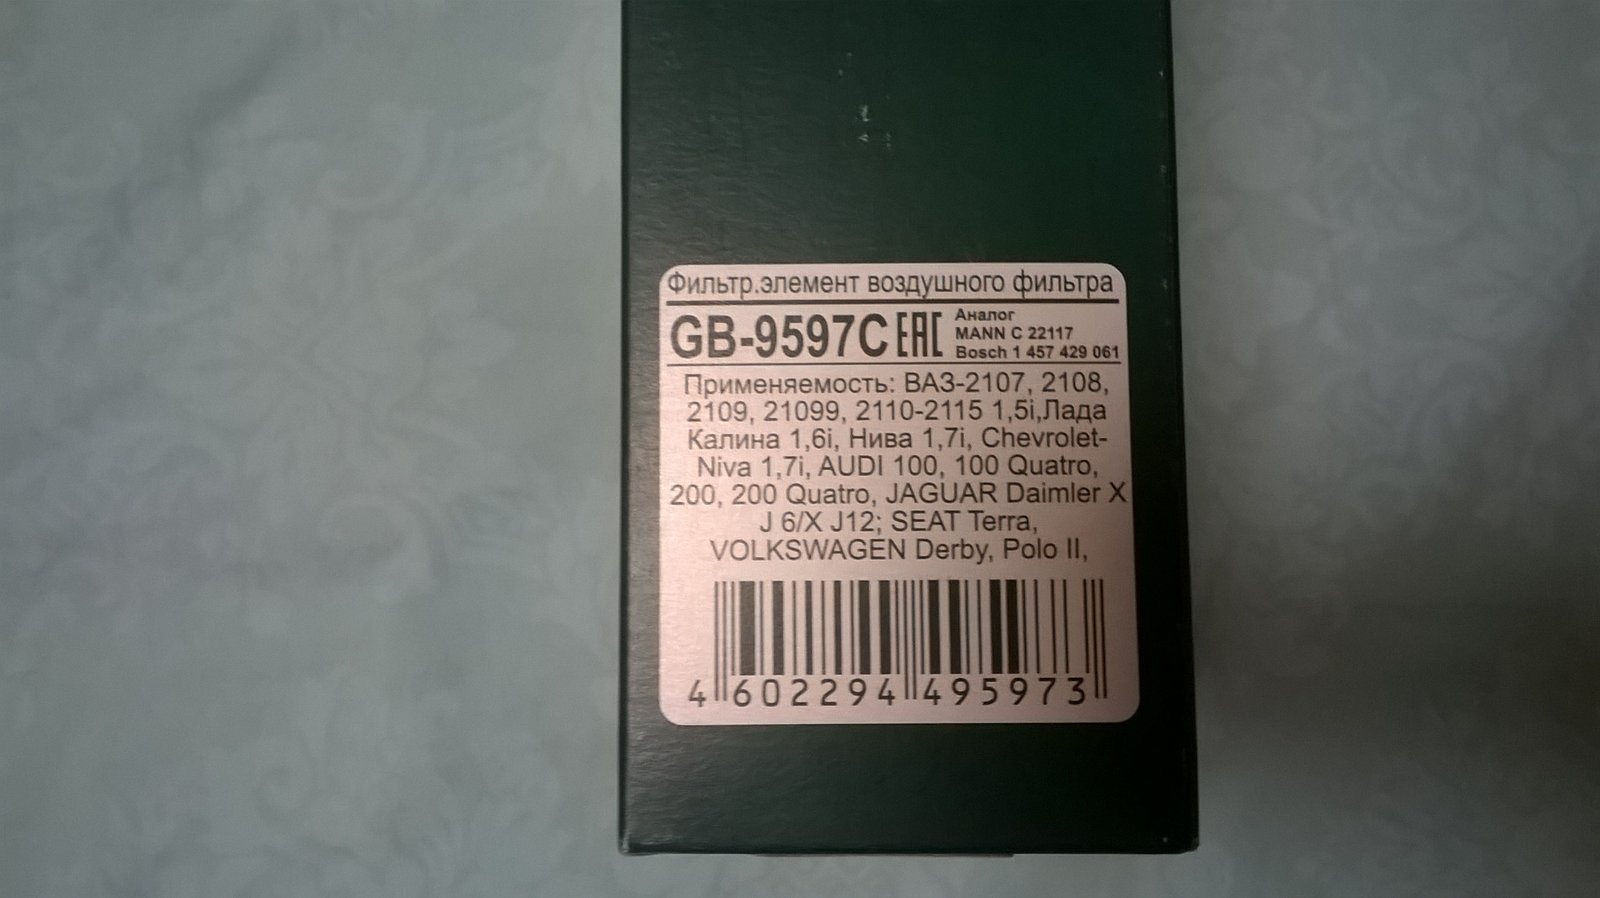 Фильтр.элемент воздушного фильтра
GB-9597C EAC
Аналог
MANN C 22117
Bosch 1 457 429 061
Применяемость: ВАЗ-2107, 2108,
2109, 21099, 2110-2115 1,5i,Лада
Калина 1,6i, Нива 1,7i, Chevrolet-
Niva 1,7i, AUDI 100, 100 Quatro,
200, 200 Quatro, JAGUAR Daimler X
J 6/X J12; SEAT Terra,
VOLKSWAGEN Derby, Polo II,
4 602294 495973